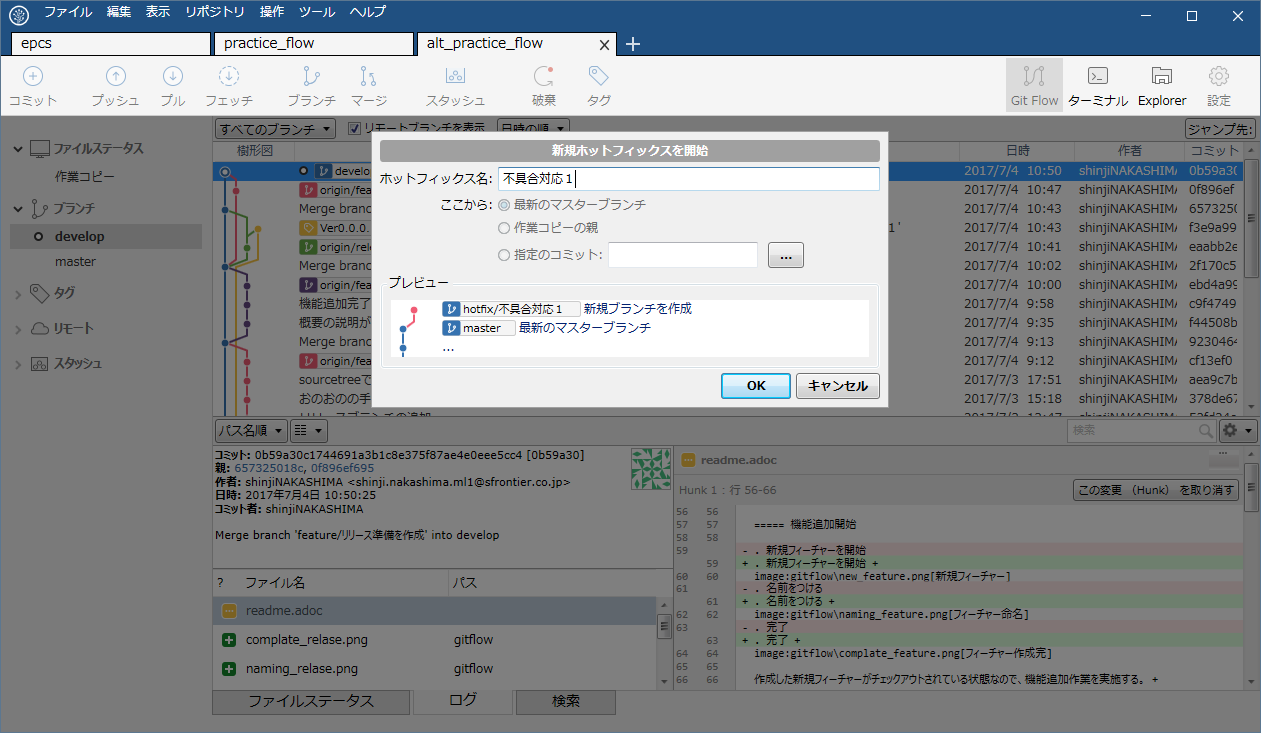 ファイル 編集 表示 リポジトリ 操作 ツール ヘルプ
epcs practice_flow alt_practice_flow
コミット プッシュ プル フェッチ ブランチ マージ スタッシュ 破棄 タグ Git Flow ターミナル Explorer 設定
ファイルステータス
作業コピー
ブランチ
develop
master
タグ
リモート
スタッシュ
すべてのブランチ リモートブランチを表示 日時の順 ジャンプ先:
樹形図 日時 作者 コミット
develo 2017/7/4 10:50 shinjiNAKASHIMA 0b59a30
origin/fea 2017/7/4 10:47 shinjiNAKASHIMA 0f896ef
Merge branc 2017/7/4 10:43 shinjiNAKASHIMA 6573250
Ver0.0.0. 1' 2017/7/4 10:43 shinjiNAKASHIMA f3e9a99
origin/rele 2017/7/4 10:41 shinjiNAKASHIMA eaabb2e
Merge branc 2017/7/4 10:02 shinjiNAKASHIMA 2f170c5
origin/fea 2017/7/4 10:00 shinjiNAKASHIMA ebd4a99
機能追加完了 2017/7/4 9:58 shinjiNAKASHIMA c9f4749
概要の説明が 2017/7/4 9:35 shinjiNAKASHIMA f44508b
Merge branc 2017/7/4 9:13 shinjiNAKASHIMA 9230464
origin/fea 2017/7/4 9:12 shinjiNAKASHIMA cf13ef0
sourcetreeで 2017/7/3 17:51 shinjiNAKASHIMA aea9c7b
おのおのの手 2017/7/3 15:18 shinjiNAKASHIMA 378de67
新規ホットフィックスを開始
ホットフィックス名: 不具合対応１
ここから: 最新のマスターブランチ
作業コピーの親
指定のコミット: ...
プレビュー
hotfix/不具合対応１ 新規ブランチを作成
master 最新のマスターブランチ
...
OK キャンセル
パス名順 検索
コミット: 0b59a30c1744691a3b1c8e375f87ae4e0eee5cc4 [0b59a30]
親: 657325018c, 0f896ef695
作者: shinjiNAKASHIMA <shinji.nakashima.ml1@sfrontier.co.jp>
日時: 2017年7月4日 10:50:25
コミット者: shinjiNAKASHIMA
Merge branch 'feature/リリース準備を作成' into develop
? ファイル名 パス
readme.adoc
complate_relase.png gitflow
naming_relase.png gitflow
ファイルステータス ログ 検索
readme.adoc
Hunk 1 : 行 56-66 この変更 （Hunk） を取り消す
56 56
57 57 ===== 機能追加開始
58 58
59 - . 新規フィーチャーを開始
59 + . 新規フィーチャーを開始 +
60 60 image:gitflow\new_feature.png[新規フィーチャー]
61 - . 名前をつける
61 + . 名前をつける +
62 62 image:gitflow\naming_feature.png[フィーチャー命名]
63 - . 完了
63 + . 完了 +
64 64 image:gitflow\complate_feature.png[フィーチャー作成完]
65 65
66 66 作成した新規フィーチャーがチェックアウトされている状態なので、機能追加作業を実施する。 +